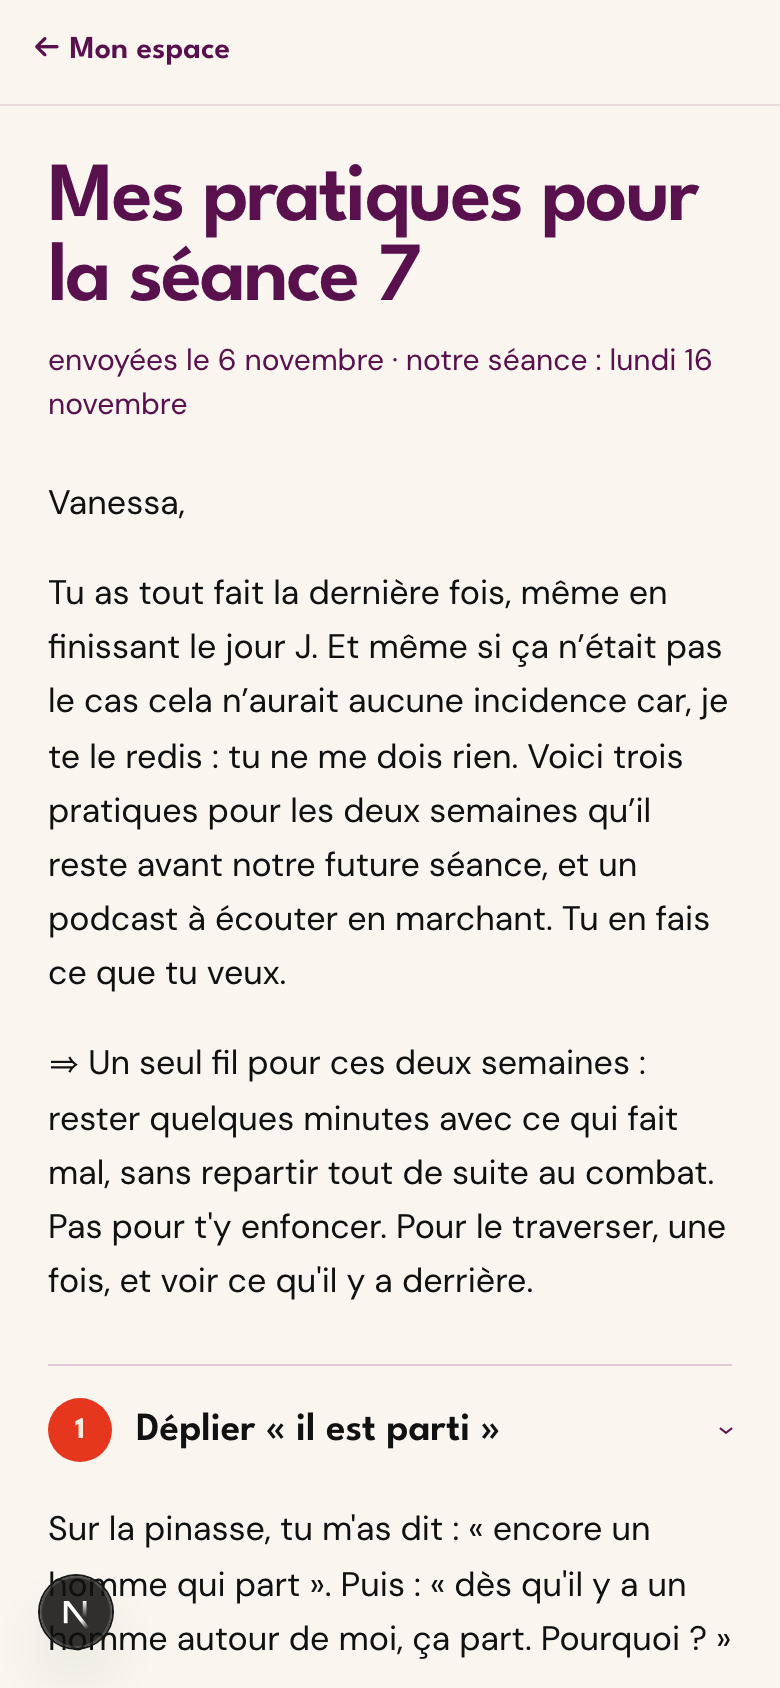 ← Mon espace
Mes pratiques pour
la séance 7
envoyées le 6 novembre · notre séance : lundi 16
novembre
Vanessa,
Tu as tout fait la dernière fois, même en
finissant le jour J. Et même si ça n’était pas
le cas cela n’aurait aucune incidence car, je
te le redis : tu ne me dois rien. Voici trois
pratiques pour les deux semaines qu’il
reste avant notre future séance, et un
podcast à écouter en marchant. Tu en fais
ce que tu veux.
⇒ Un seul fil pour ces deux semaines :
rester quelques minutes avec ce qui fait
mal, sans repartir tout de suite au combat.
Pas pour t'y enfoncer. Pour le traverser, une
fois, et voir ce qu'il y a derrière.
1 Déplier « il est parti »
Sur la pinasse, tu m'as dit : « encore un
homme qui part ». Puis : « dès qu'il y a un
homme autour de moi, ça part. Pourquoi ? »
N